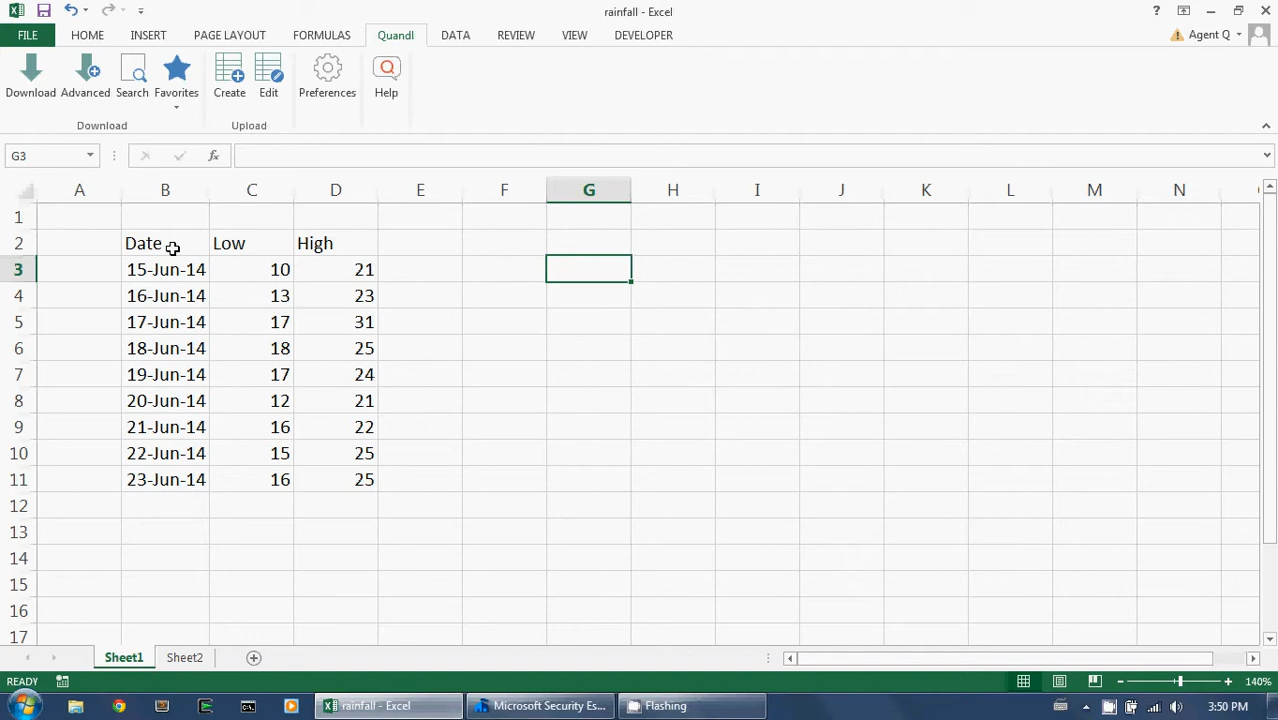 rainfall - Excel
?
FILE HOME INSERT PAGE LAYOUT FORMULAS Quandl DATA REVIEW VIEW DEVELOPER Agent Q
Download Advanced Search Favorites Create Edit Preferences Help
Download Upload
G3 fx
A B C D E F G H I J K L M N
1
2 Date Low High
3 15-Jun-14 10 21
4 16-Jun-14 13 23
5 17-Jun-14 17 31
6 18-Jun-14 18 25
7 19-Jun-14 17 24
8 20-Jun-14 12 21
9 21-Jun-14 16 22
10 22-Jun-14 15 25
11 23-Jun-14 16 25
12
13
14
15
16
17
Sheet1 Sheet2
READY 140%
rainfall - Excel Microsoft Security Es... Flashing 3:50 PM